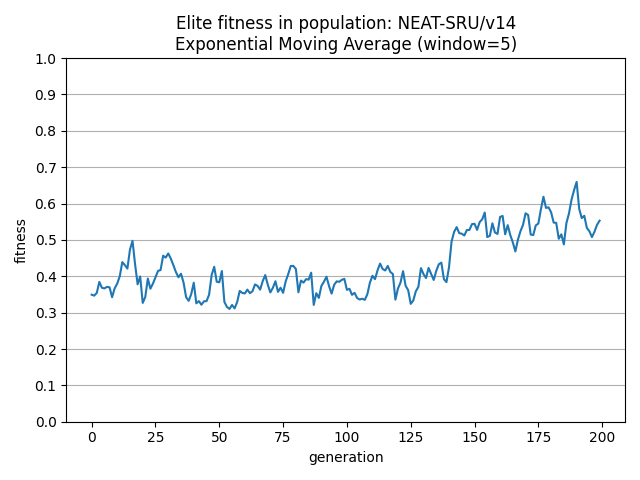 Elite fitness in population: NEAT-SRU/v14
Exponential Moving Average (window=5)
1.0
0.9
0.8
0.7
0.6
0.5
0.4
0.3
0.2
0.1
0.0
fitness
0 25 50 75 100 125 150 175 200
generation